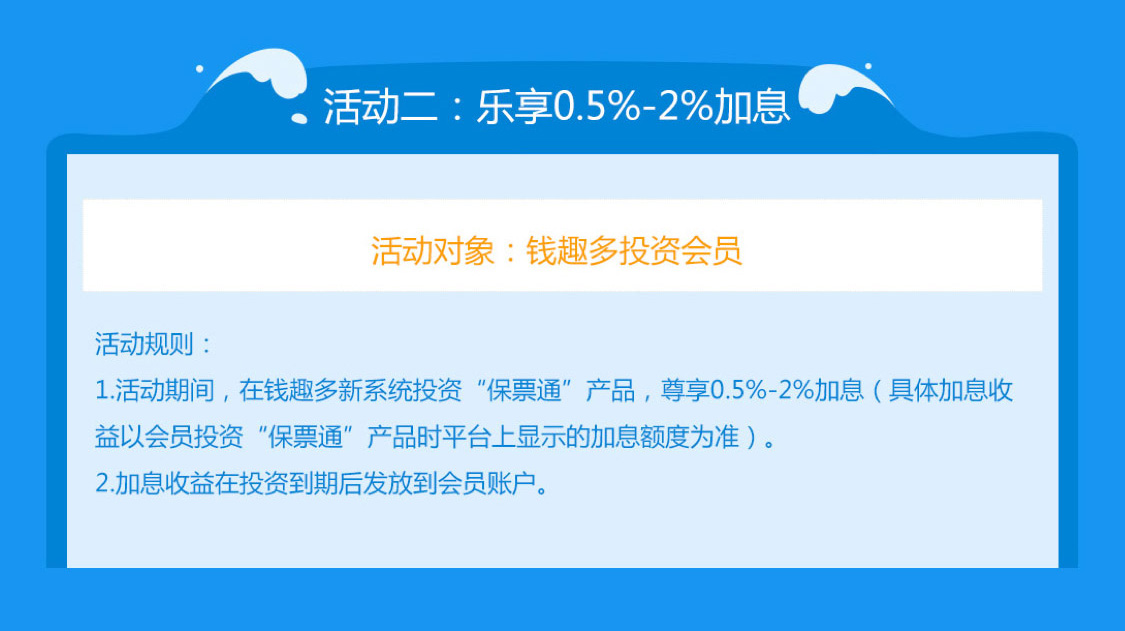 活动二：乐享0.5%-2%加息
活动对象：钱趣多投资会员
活动规则：
1.活动期间，在钱趣多新系统投资“保票通”产品，尊享0.5%-2%加息（具体加息收
益以会员投资“保票通”产品时平台上显示的加息额度为准）。
2.加息收益在投资到期后发放到会员账户。